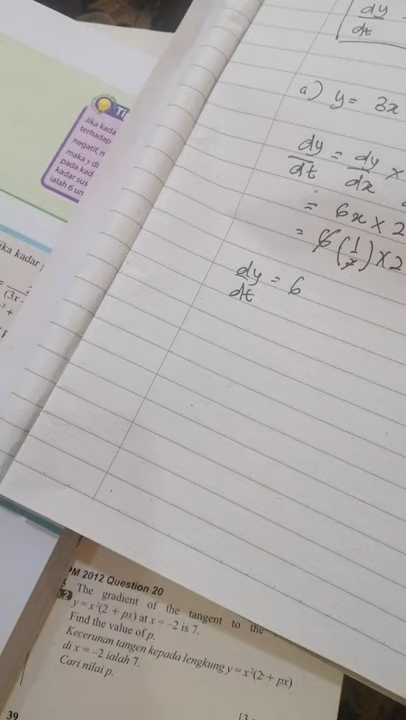 dy
dt
a) y = 3x
dy/dt = dy/dx ×
= 6x × 2
= 6(1/2) × 2
dy/dt = 6
Jika kada
terhadap
negatif, n
maka y di
pada kad
kadar sus
ialah 6 un
ika kadar
(3x -
PM 2012 Question 20
The gradient of the tangent to the
y = x²(2 + px) at x = –2 is 7.
Find the value of p.
Kecerunan tangen kepada lengkung y = x²(2 + px)
di x = –2 ialah 7.
Cari nilai p.
39